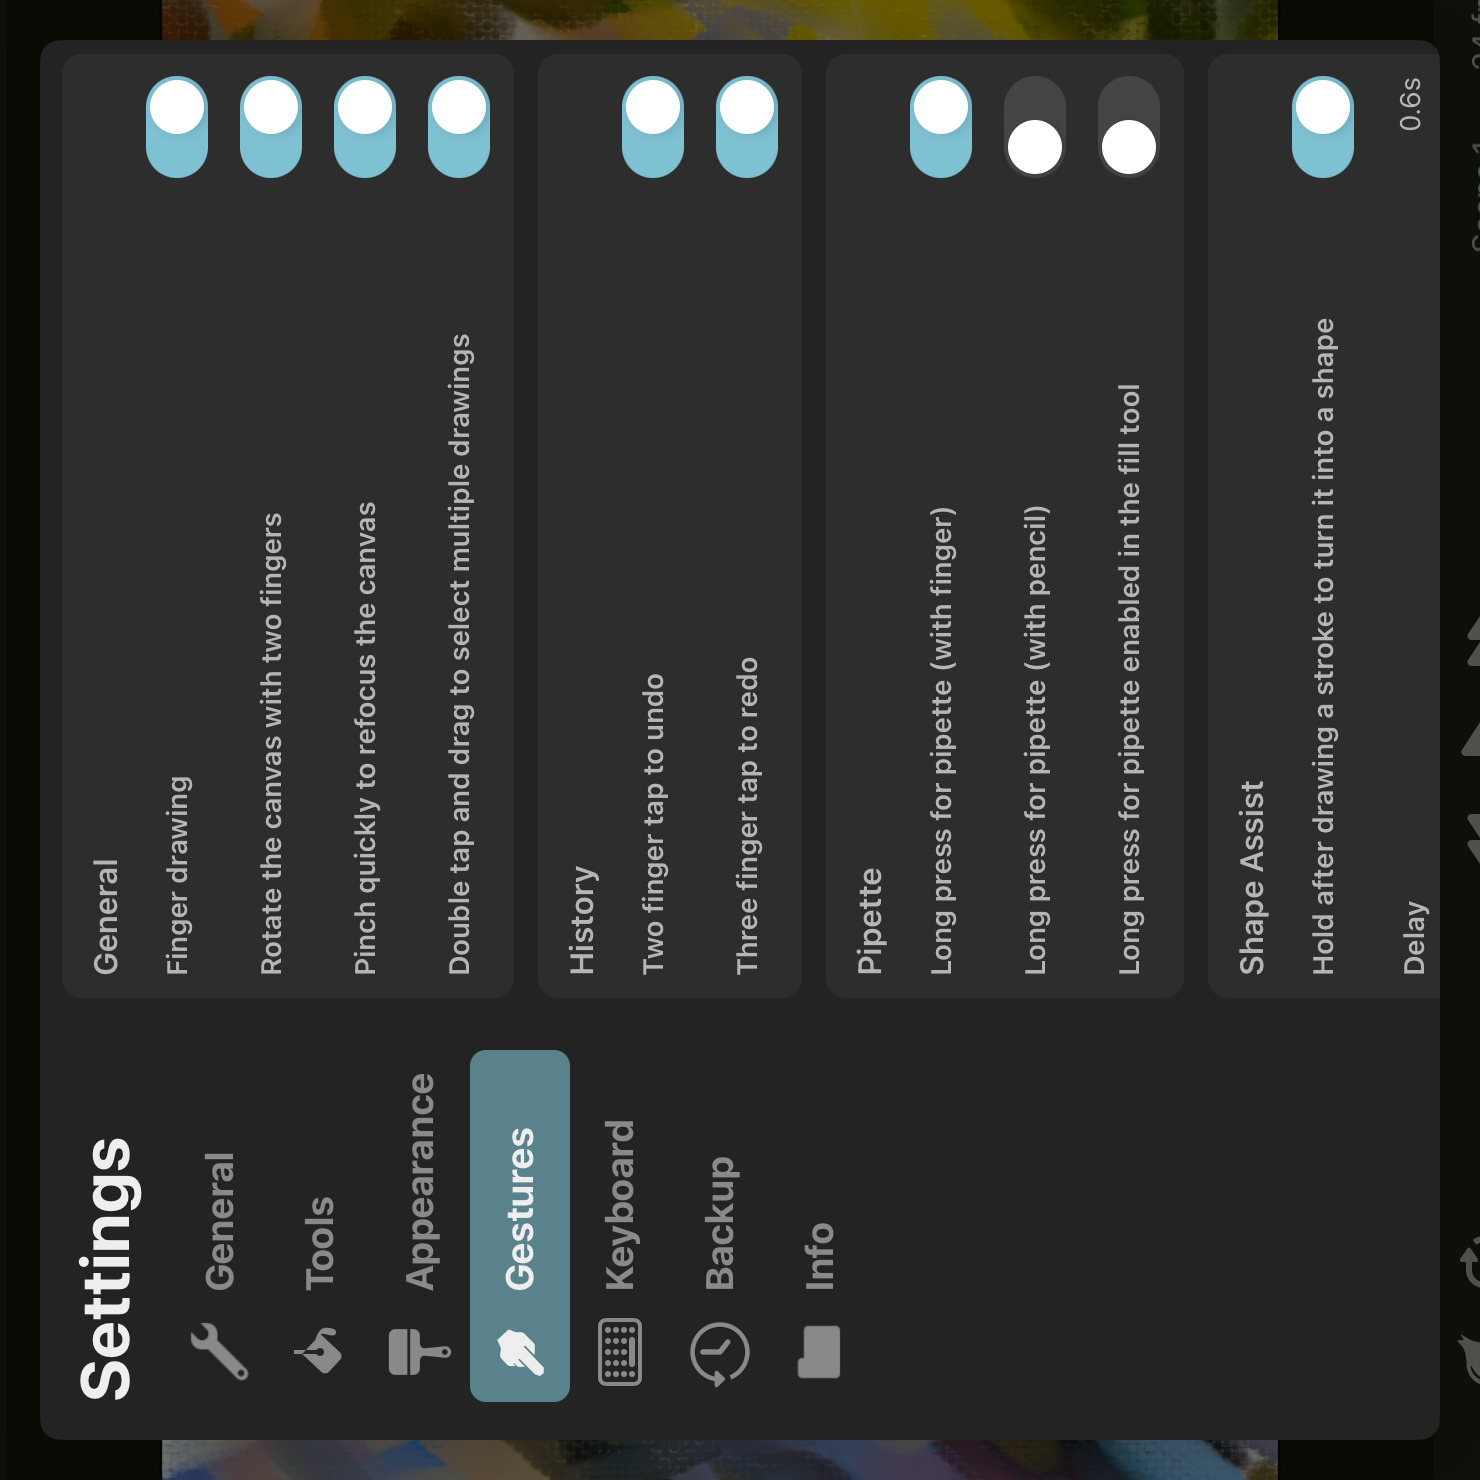 Settings
General
Tools
Appearance
Gestures
Keyboard
Backup
Info
General
Finger drawing
Rotate the canvas with two fingers
Pinch quickly to refocus the canvas
Double tap and drag to select multiple drawings
History
Two finger tap to undo
Three finger tap to redo
Pipette
Long press for pipette (with finger)
Long press for pipette (with pencil)
Long press for pipette enabled in the fill tool
Shape Assist
Hold after drawing a stroke to turn it into a shape
Delay 0.6s